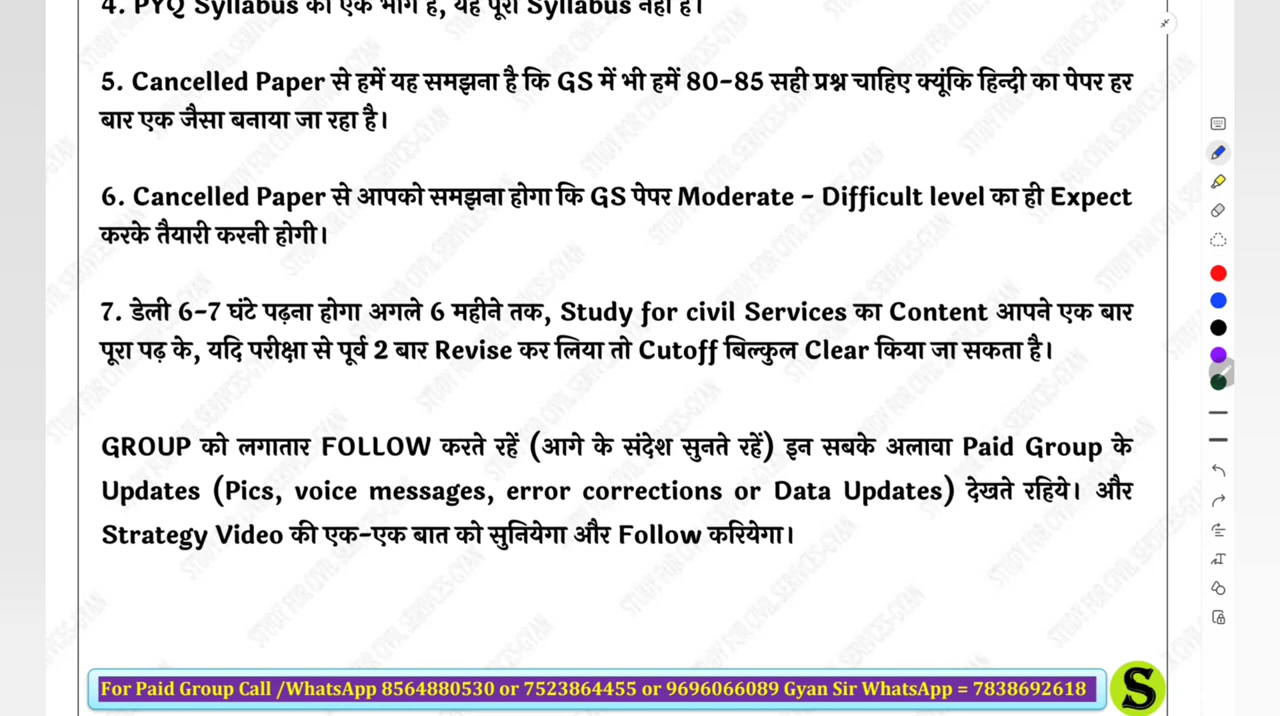 4. PYQ Syllabus का एक भाग है, यह पूरा Syllabus नहीं है।
5. Cancelled Paper से हमें यह समझना है कि GS में भी हमें 80-85 सही प्रश्न चाहिए क्यूंकि हिन्दी का पेपर हर
बार एक जैसा बनाया जा रहा है।
6. Cancelled Paper से आपको समझना होगा कि GS पेपर Moderate - Difficult level का ही Expect
करके तैयारी करनी होगी।
7. डेली 6-7 घंटे पढ़ना होगा अगले 6 महीने तक, Study for civil Services का Content आपने एक बार
पूरा पढ़ के, यदि परीक्षा से पूर्व 2 बार Revise कर लिया तो Cutoff बिल्कुल Clear किया जा सकता है।
GROUP को लगातार FOLLOW करते रहें (आगे के संदेश सुनते रहें) इन सबके अलावा Paid Group के
Updates (Pics, voice messages, error corrections or Data Updates) देखते रहिये। और
Strategy Video की एक-एक बात को सुनियेगा और Follow करियेगा।
For Paid Group Call /WhatsApp 8564880530 or 7523864455 or 9696066089 Gyan Sir WhatsApp = 7838692618
S
STUDY FOR CIVIL SERVICES-GYAN